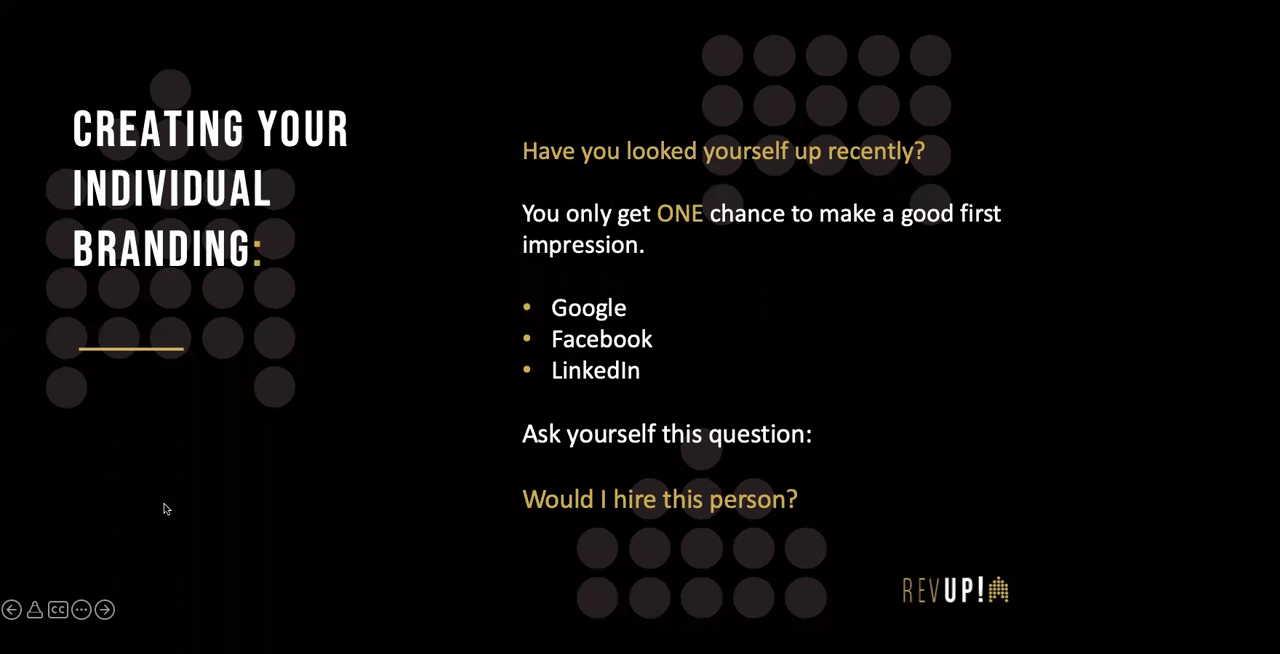 CREATING YOUR
INDIVIDUAL
BRANDING:
Have you looked yourself up recently?
You only get ONE chance to make a good first
impression.
• Google
• Facebook
• LinkedIn
Ask yourself this question:
Would I hire this person?
REVUP!
CC